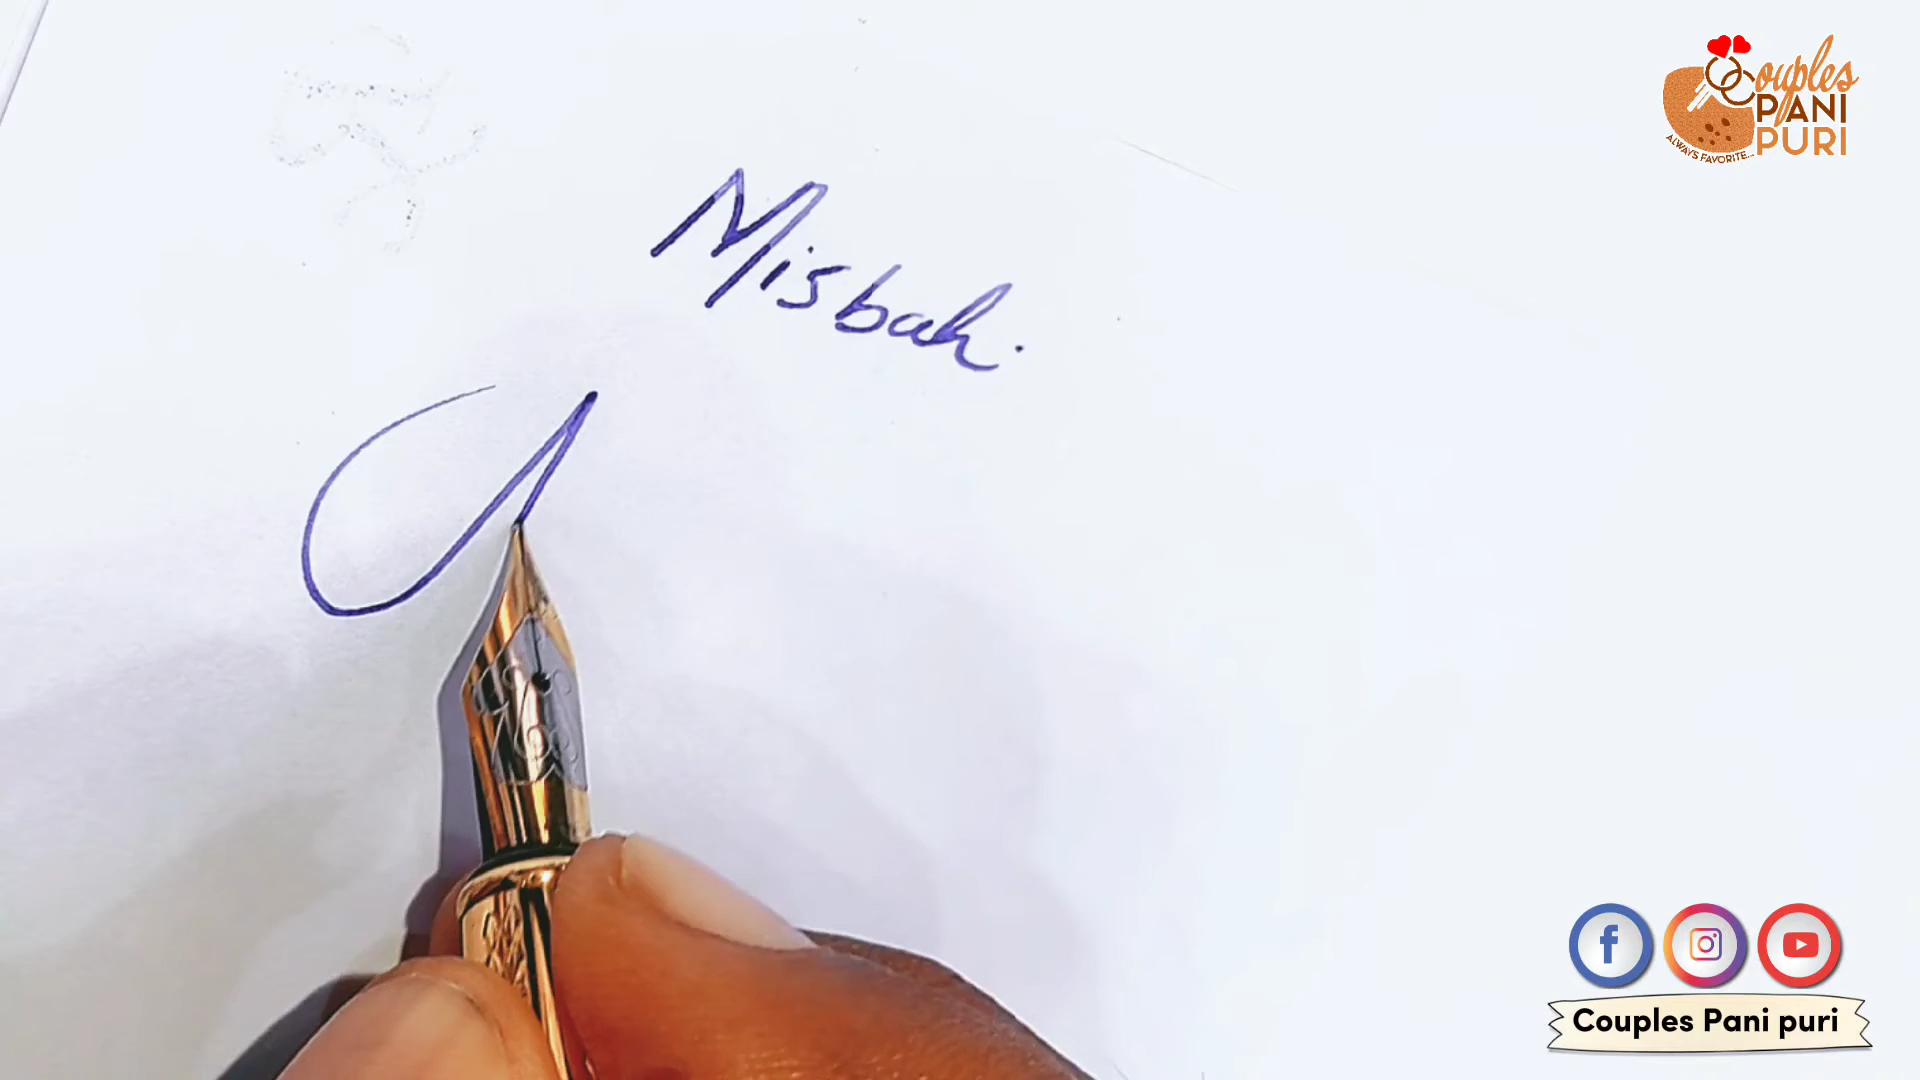 Couples
PANI
PURI
ALWAYS FAVORITE...
Misbah.
Couples Pani puri